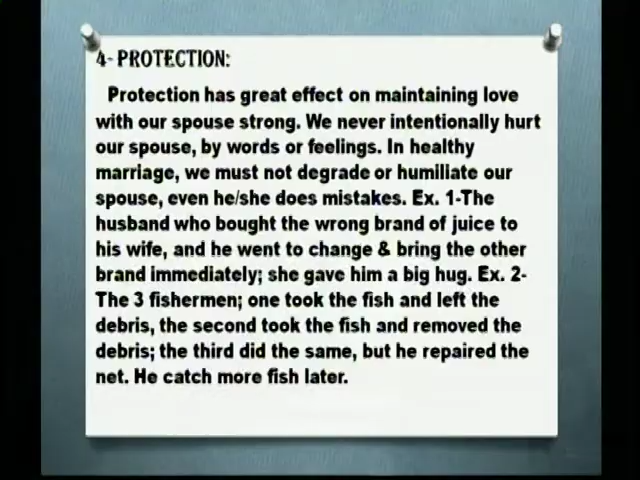 4- PROTECTION:
Protection has great effect on maintaining love
with our spouse strong. We never intentionally hurt
our spouse, by words or feelings. In healthy
marriage, we must not degrade or humiliate our
spouse, even he/she does mistakes. Ex. 1-The
husband who bought the wrong brand of juice to
his wife, and he went to change & bring the other
brand immediately; she gave him a big hug. Ex. 2-
The 3 fishermen; one took the fish and left the
debris, the second took the fish and removed the
debris; the third did the same, but he repaired the
net. He catch more fish later.